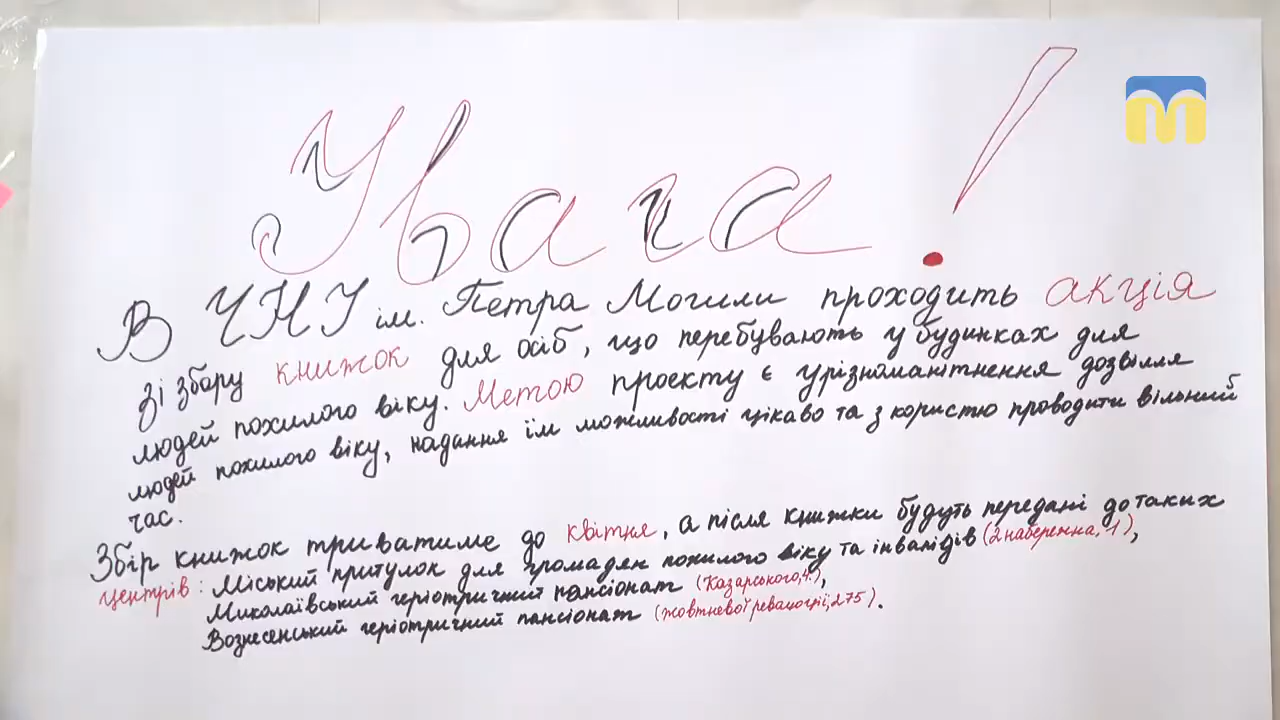 Увага!
В ЧНУ ім. Петра Могили проходить акція
зі збору книжок для осіб, що перебувають у будинках для
людей похилого віку. Метою проекту є урізноманітнення дозвілля
людей похилого віку, надання їм можливості цікаво та з користю проводити вільний
час.
Збір книжок триватиме до квітня, а після книжки будуть передані до таких
центрів: Міський притулок для громадян похилого віку та інвалідів (2 набережна, 1),
Миколаївський геріотричний пансіонат (Казарського, 4),
Вознесенський геріотричний пансіонат (жовтневої революції, 275).